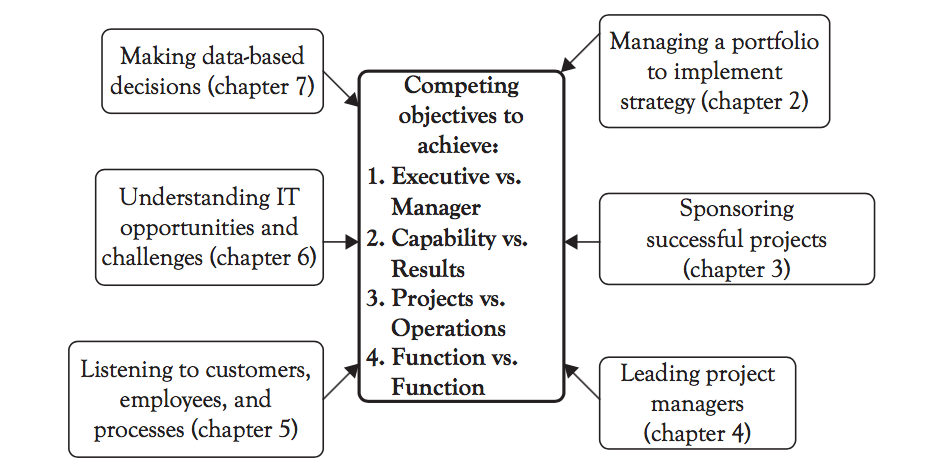 Making data-based
decisions (chapter 7)
Understanding IT
opportunities and
challenges (chapter 6)
Listening to customers,
employees, and
processes (chapter 5)
Competing
objectives to
achieve:
1. Executive vs.
Manager
2. Capability vs.
Results
3. Projects vs.
Operations
4. Function vs.
Function
Managing a portfolio
to implement
strategy (chapter 2)
Sponsoring
successful projects
(chapter 3)
Leading project
managers
(chapter 4)